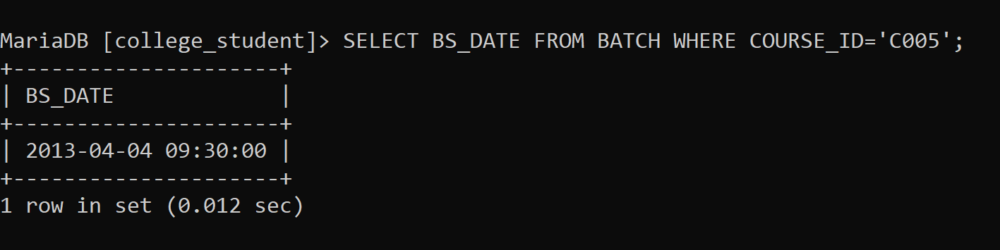 MariaDB [college_student]> SELECT BS_DATE FROM BATCH WHERE COURSE_ID='C005';
+---------------------+
| BS_DATE             |
+---------------------+
| 2013-04-04 09:30:00 |
+---------------------+
1 row in set (0.012 sec)